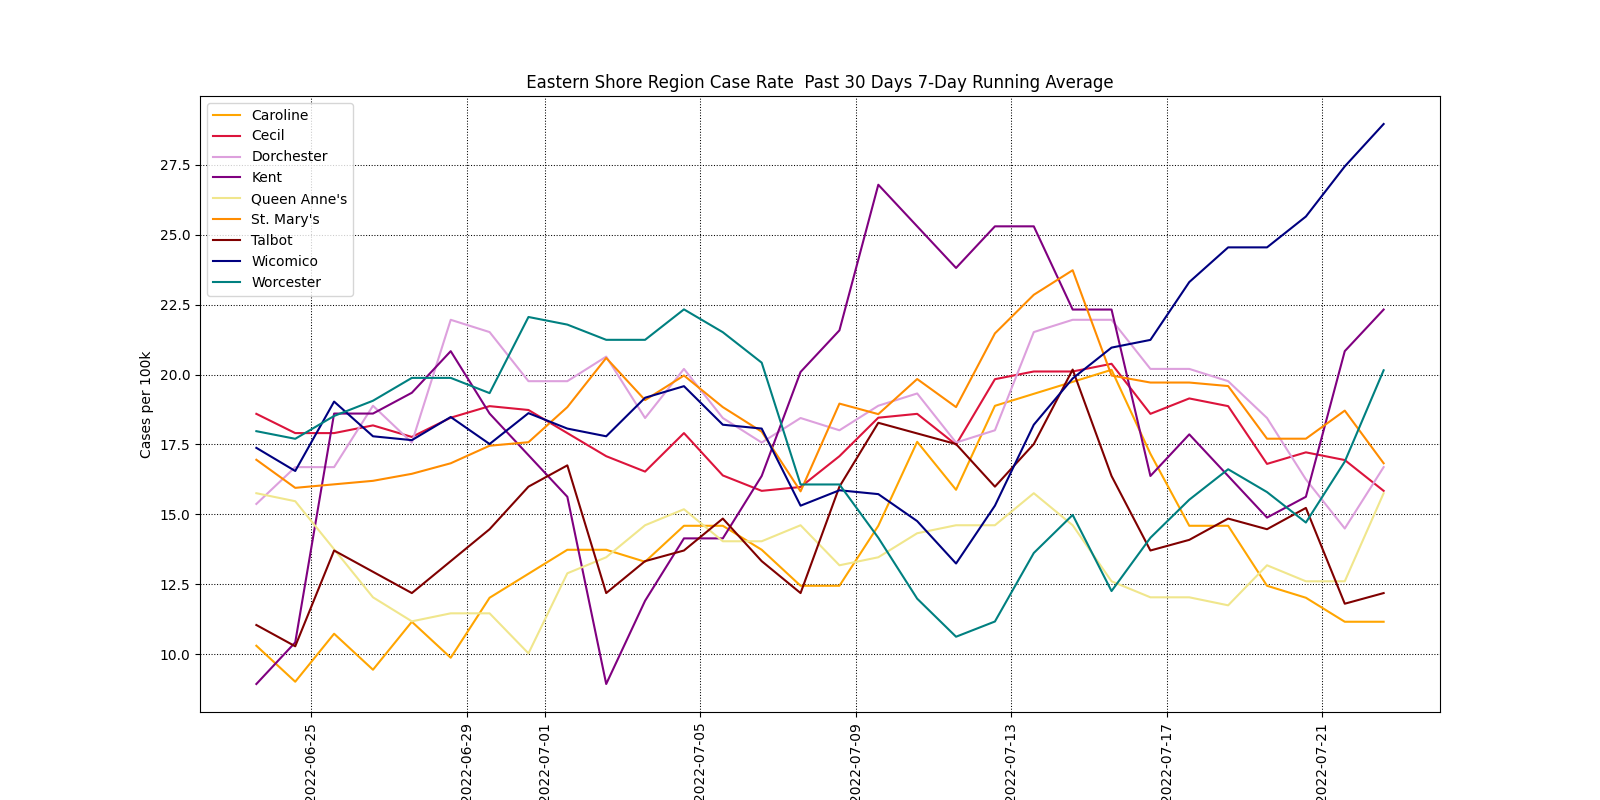 Eastern Shore Region Case Rate  Past 30 Days 7-Day Running Average
Caroline
Cecil
Dorchester
Kent
Queen Anne's
St. Mary's
Talbot
Wicomico
Worcester
Cases per 100k
27.5
25.0
22.5
20.0
17.5
15.0
12.5
10.0
2022-06-25
2022-06-29
2022-07-01
2022-07-05
2022-07-09
2022-07-13
2022-07-17
2022-07-21